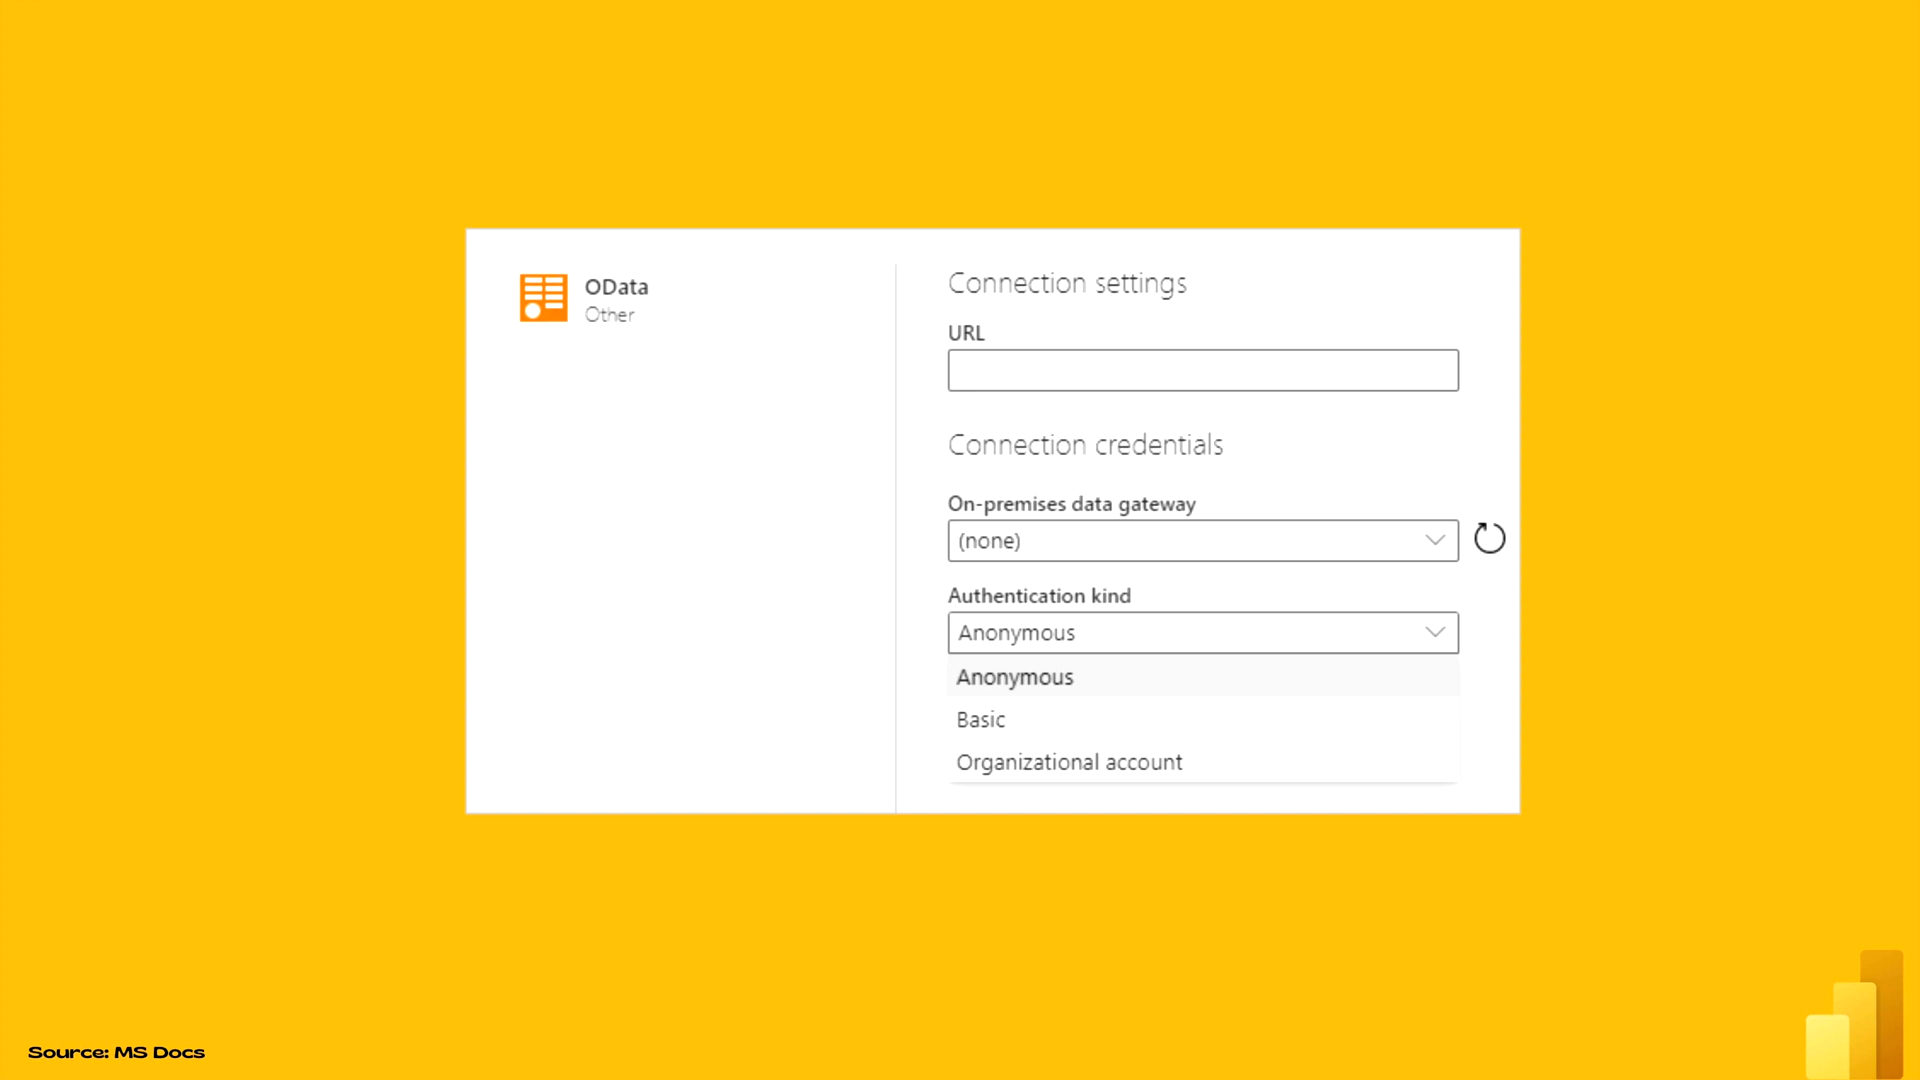 OData
Other
Connection settings
URL
Connection credentials
On-premises data gateway
(none)
Authentication kind
Anonymous
Anonymous
Basic
Organizational account
Source: MS Docs